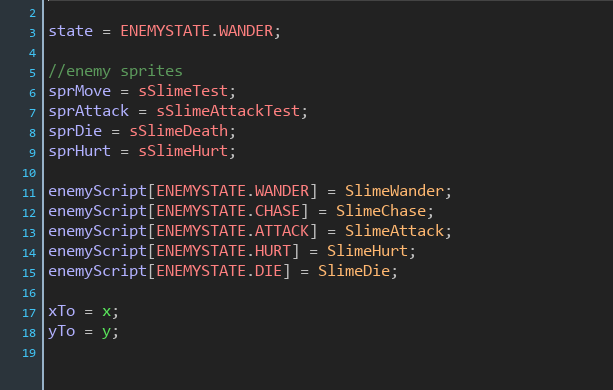 2
3 state = ENEMYSTATE.WANDER;
4
5 //enemy sprites
6 sprMove = sSlimeTest;
7 sprAttack = sSlimeAttackTest;
8 sprDie = sSlimeDeath;
9 sprHurt = sSlimeHurt;
10
11 enemyScript[ENEMYSTATE.WANDER] = SlimeWander;
12 enemyScript[ENEMYSTATE.CHASE] = SlimeChase;
13 enemyScript[ENEMYSTATE.ATTACK] = SlimeAttack;
14 enemyScript[ENEMYSTATE.HURT] = SlimeHurt;
15 enemyScript[ENEMYSTATE.DIE] = SlimeDie;
16
17 xTo = x;
18 yTo = y;
19